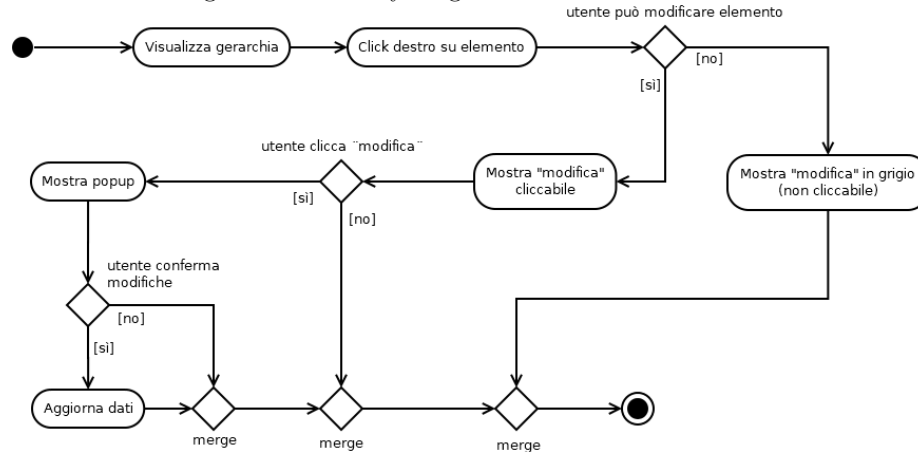 utente può modificare elemento
Visualizza gerarchia
Click destro su elemento
[no]
[sì]
utente clicca ¨modifica¨
Mostra popup
Mostra "modifica"
cliccabile
Mostra "modifica" in grigio
(non cliccabile)
[sì]
[no]
utente conferma
modifiche
[no]
[sì]
Aggiorna dati
merge
merge
merge